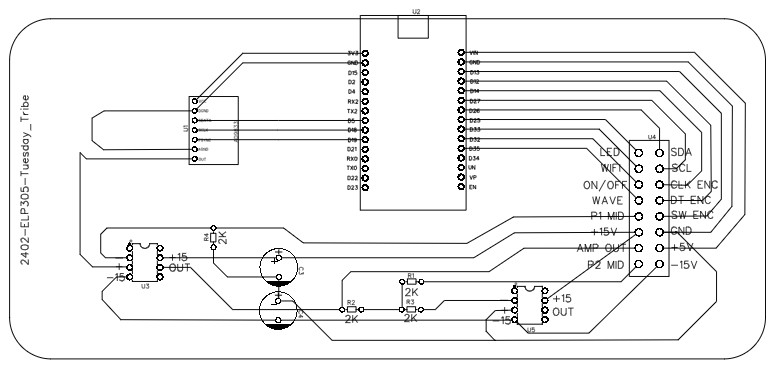 2402-ELP305-Tuesday_Tribe
U2
3V3
GND
D15
D2
D4
RX2
TX2
D5
D18
D19
D21
RX0
TX0
D22
D23
VIN
GND
D13
D12
D14
D27
D26
D25
D33
D32
D35
D34
UN
VP
EN
U1
OUT
U4
LED SDA
WIFI SCL
ON/OFF CLK ENC
WAVE DT ENC
P1 MID SW ENC
+15V GND
AMP OUT +5V
P2 MID -15V
R4
2K
- +15
+ OUT
-15
U3
C3
R1
2K
R2
2K
R3
2K
+15
+ OUT
-15
U5